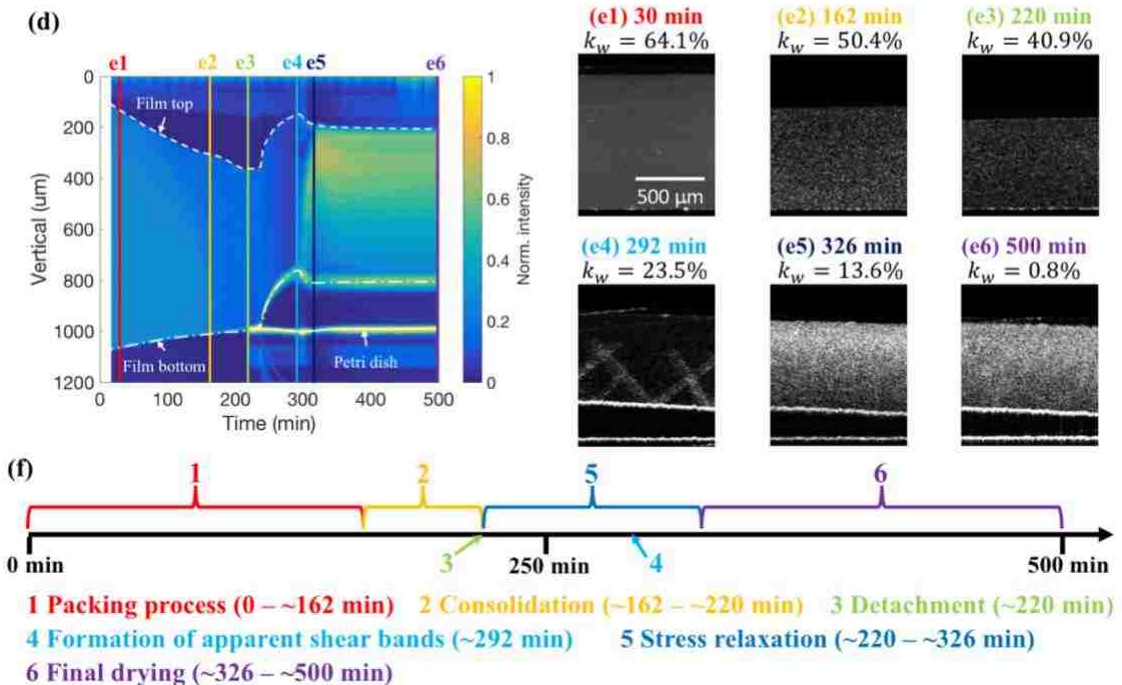 (d)
e1 e2 e3 e4 e5 e6
Film top
Film bottom
Petri dish
0
200
400
600
800
1000
1200
Vertical (um)
0 100 200 300 400 500
Time (min)
1
0.8
0.6
0.4
0.2
0
Norm. intensity
(e1) 30 min
k_w = 64.1%
500 μm
(e2) 162 min
k_w = 50.4%
(e3) 220 min
k_w = 40.9%
(e4) 292 min
k_w = 23.5%
(e5) 326 min
k_w = 13.6%
(e6) 500 min
k_w = 0.8%
(f)
1 2 5 6
0 min 3 250 min 4 500 min
1 Packing process (0 – ~162 min) 2 Consolidation (~162 – ~220 min) 3 Detachment (~220 min)
4 Formation of apparent shear bands (~292 min) 5 Stress relaxation (~220 – ~326 min)
6 Final drying (~326 – ~500 min)